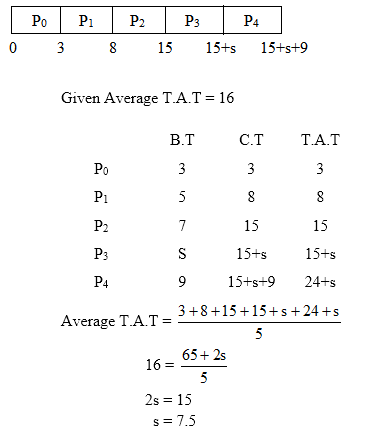 P0 P1 P2 P3 P4
0 3 8 15 15+s 15+s+9
Given Average T.A.T = 16
B.T C.T T.A.T
P0 3 3 3
P1 5 8 8
P2 7 15 15
P3 S 15+s 15+s
P4 9 15+s+9 24+s
Average T.A.T = (3+8+15+15+s+24+s)/5
16 = (65+2s)/5
2s = 15
s = 7.5